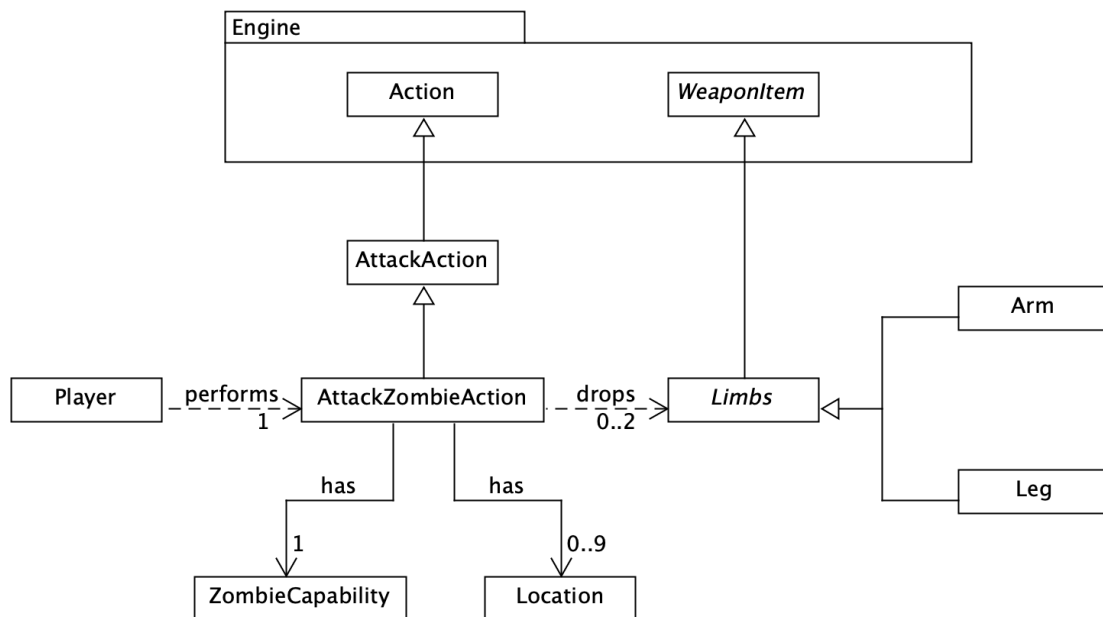 Engine
Action
WeaponItem
AttackAction
Arm
Player
performs
1
AttackZombieAction
drops
0..2
Limbs
Leg
has
has
1
0..9
ZombieCapability
Location